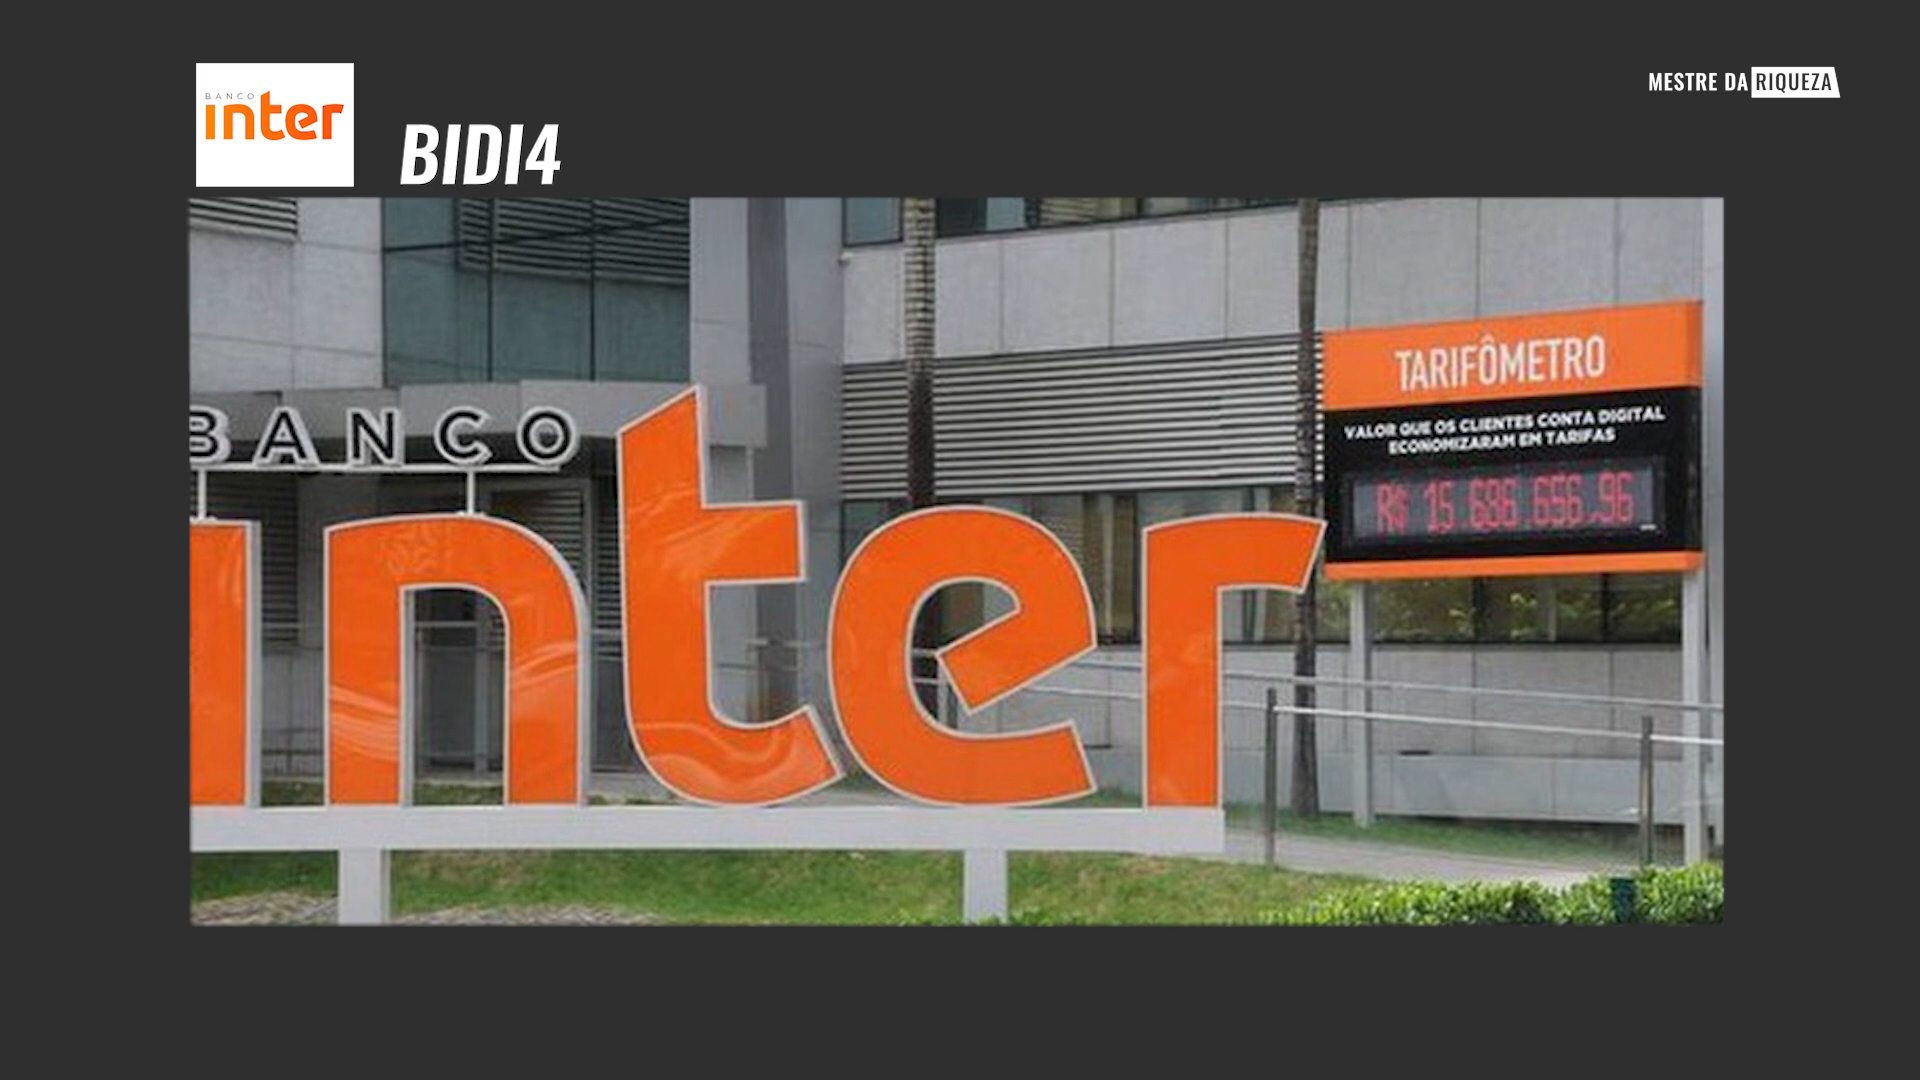 BANCO
inter
BIDI4
MESTRE DA RIQUEZA
BANCO
inter
TARIFÔMETRO
VALOR QUE OS CLIENTES CONTA DIGITAL
ECONOMIZARAM EM TARIFAS
R$ 15.686.656,96